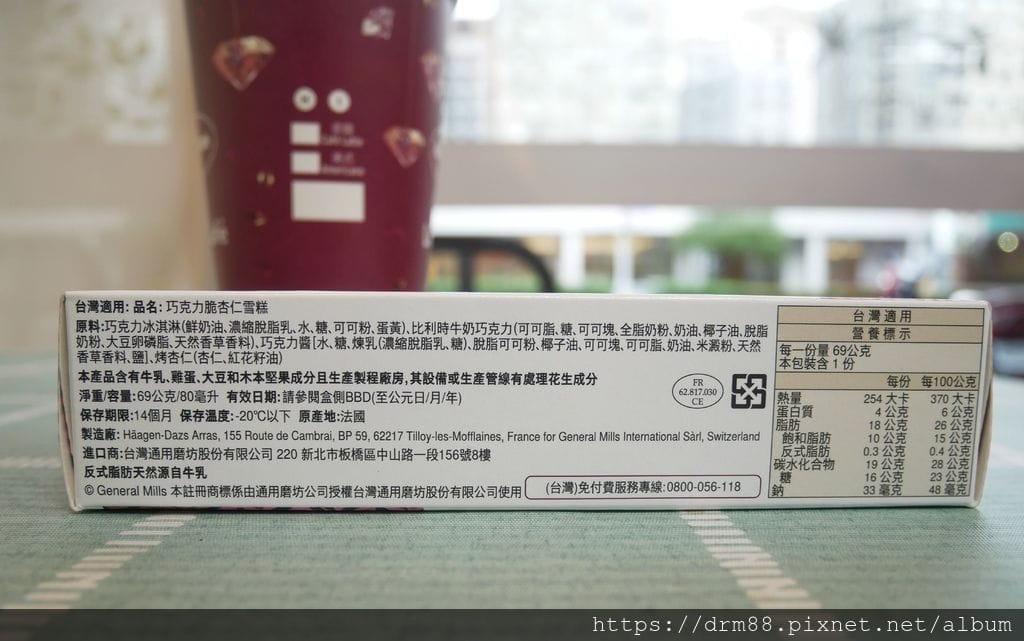 台灣適用: 品名: 巧克力脆杏仁雪糕
原料:巧克力冰淇淋(鮮奶油、濃縮脫脂乳、水、糖、可可粉、蛋黃)、比利時牛奶巧克力(可可脂、糖、可可塊、全脂奶粉、奶油、椰子油、脫脂
奶粉、大豆卵磷脂、天然香草香料)、巧克力醬[水、糖、煉乳(濃縮脫脂乳、糖)、脫脂可可粉、椰子油、可可塊、可可脂、奶油、米澱粉、天然
香草香料、鹽]、烤杏仁(杏仁、紅花籽油)
本產品含有牛乳、雞蛋、大豆和木本堅果成分且生產製程廠房,其設備或生產管線有處理花生成分
淨重/容量:69公克/80毫升 有效日期:請參閱盒側BBD(至公元日/月/年)
保存期限:14個月 保存溫度:-20°C以下 原產地:法國
製造廠: Häagen-Dazs Arras, 155 Route de Cambrai, BP 59, 62217 Tilloy-les-Mofflaines, France for General Mills International Sàrl, Switzerland
進口商:台灣通用磨坊股份有限公司 220 新北市板橋區中山路一段156號8樓
反式脂肪天然源自牛乳
© General Mills 本註冊商標係由通用磨坊公司授權台灣通用磨坊股份有限公司使用
(台灣)免付費服務專線:0800-056-118
FR
62.817.030
CE
台灣適用
營養標示
每一份量 69公克
本包裝含 1 份
每份 每100公克
熱量 254 大卡 370 大卡
蛋白質 4 公克 6 公克
脂肪 18 公克 26 公克
飽和脂肪 10 公克 15 公克
反式脂肪 0.3 公克 0.4 公克
碳水化合物 19 公克 28 公克
糖 16 公克 23 公克
鈉 33 毫克 48 毫克
https://drm88.pixnet.net/album